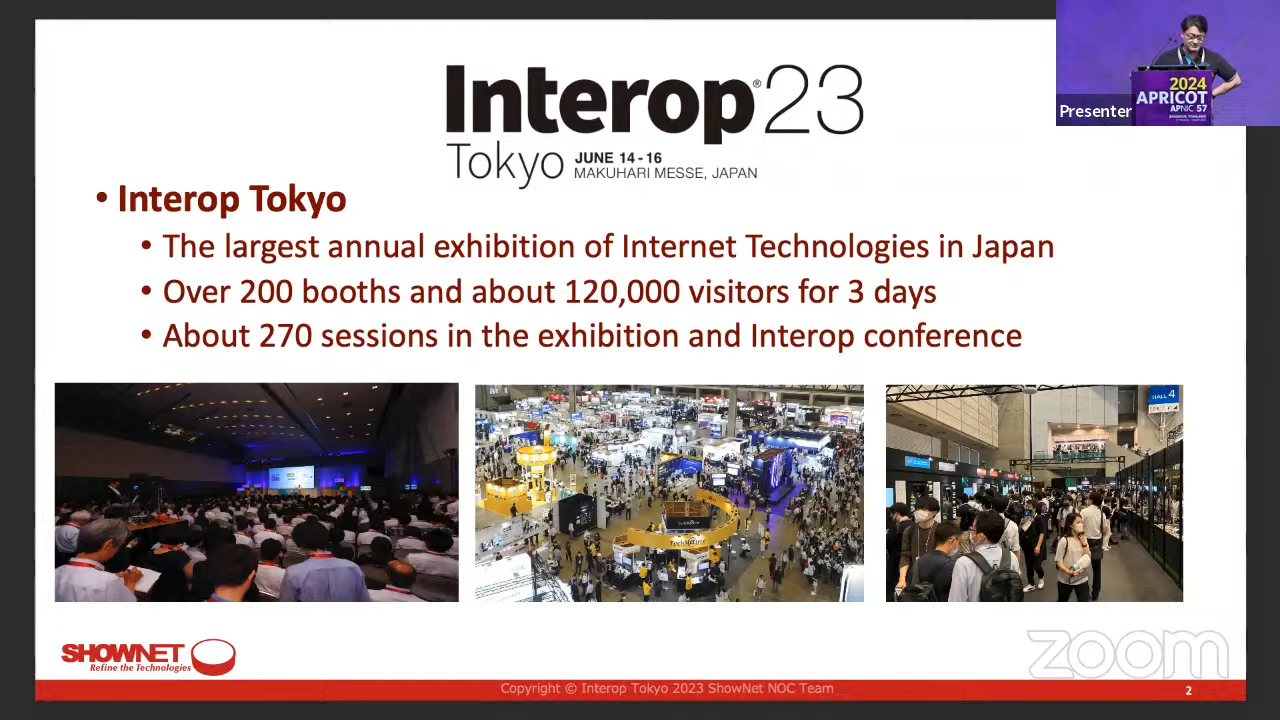 Interop®23
Tokyo JUNE 14 - 16
MAKUHARI MESSE, JAPAN
2024
APRICOT
APNIC 57
Presenter
• Interop Tokyo
• The largest annual exhibition of Internet Technologies in Japan
• Over 200 booths and about 120,000 visitors for 3 days
• About 270 sessions in the exhibition and Interop conference
HALL 4
SHOWNET
Refine the Technologies
zoom
Copyright © Interop Tokyo 2023 ShowNet NOC Team
2